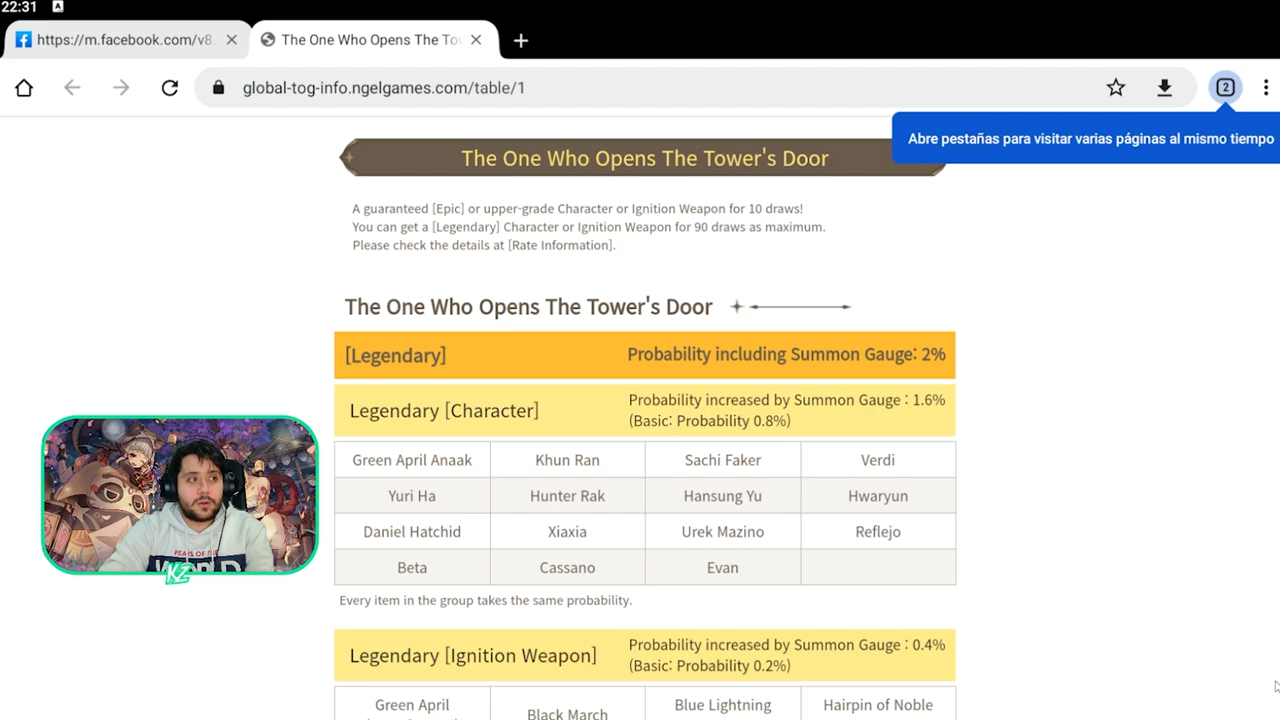 22:31 A
https://m.facebook.com/v8.
The One Who Opens The To
global-tog-info.ngelgames.com/table/1
2
Abre pestañas para visitar varias páginas al mismo tiempo
The One Who Opens The Tower's Door
A guaranteed [Epic] or upper-grade Character or Ignition Weapon for 10 draws!
You can get a [Legendary] Character or Ignition Weapon for 90 draws as maximum.
Please check the details at [Rate Information].
The One Who Opens The Tower's Door
[Legendary] Probability including Summon Gauge: 2%
Legendary [Character]
Probability increased by Summon Gauge : 1.6%
(Basic: Probability 0.8%)
Green April Anaak Khun Ran Sachi Faker Verdi
Yuri Ha Hunter Rak Hansung Yu Hwaryun
Daniel Hatchid Xiaxia Urek Mazino Reflejo
Beta Cassano Evan
Every item in the group takes the same probability.
Legendary [Ignition Weapon]
Probability increased by Summon Gauge : 0.4%
(Basic: Probability 0.2%)
Green April Black March Blue Lightning Hairpin of Noble
KZ